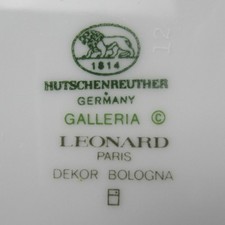 1814
HUTSCHENREUTHER
GERMANY
GALLERIA ©
LEONARD
PARIS
DEKOR BOLOGNA